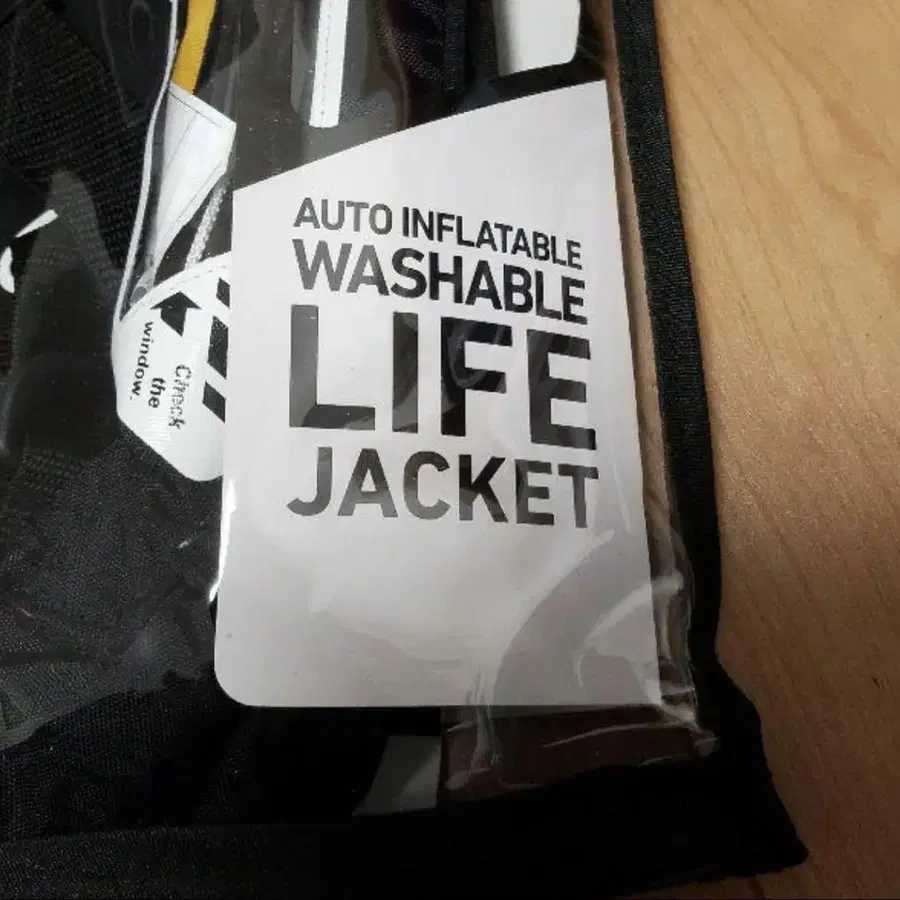 AUTO INFLATABLE
WASHABLE
LIFE
JACKET
Check
the
window.